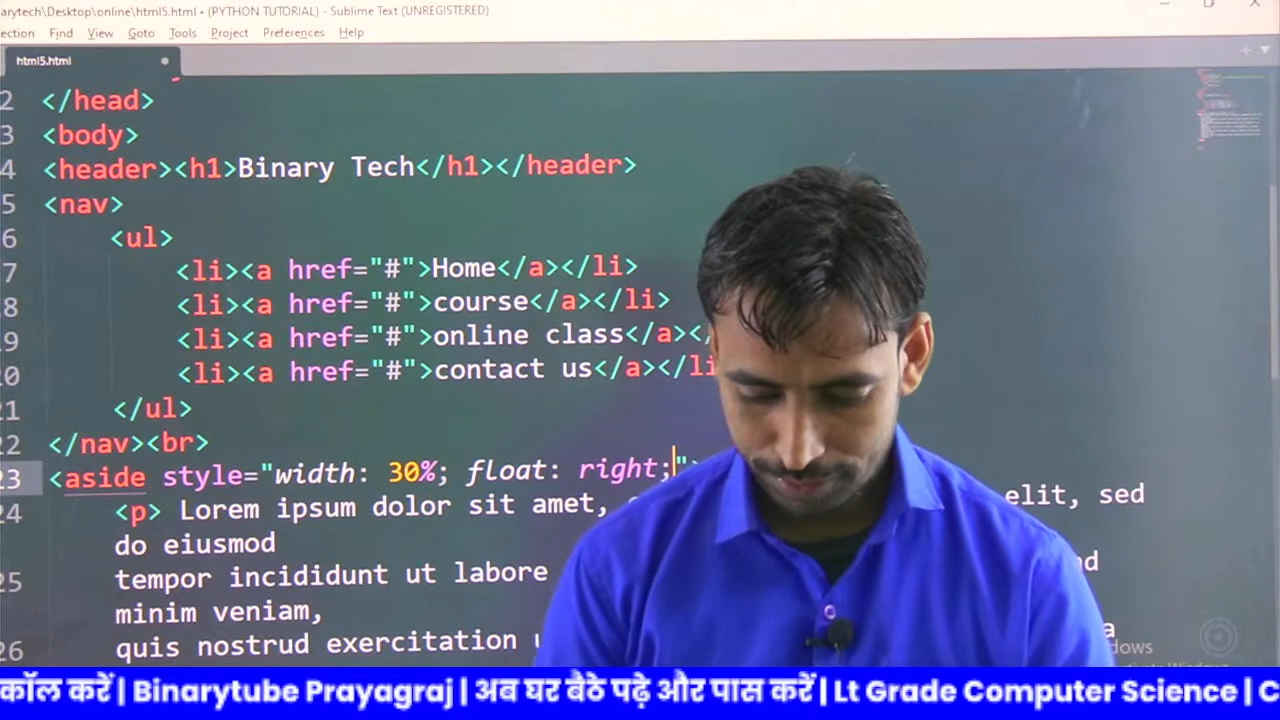 arytech\Desktop\online\html5.html • (PYTHON TUTORIAL) - Sublime Text (UNREGISTERED)
ection Find View Goto Tools Project Preferences Help
html5.html
2 </head>
3 <body>
4 <header><h1>Binary Tech</h1></header>
5 <nav>
6 <ul>
7 <li><a href="#">Home</a></li>
8 <li><a href="#">course</a></li>
9 <li><a href="#">online class</a><
20 <li><a href="#">contact us</a></li
21 </ul>
22 </nav><br>
23 <aside style="width: 30%; float: right;">
24 <p> Lorem ipsum dolor sit amet, elit, sed
do eiusmod
25 tempor incididunt ut labore
minim veniam,
26 quis nostrud exercitation
कॉल करें | Binarytube Prayagraj | अब घर बैठे पढ़े और पास करें | Lt Grade Computer Science | C